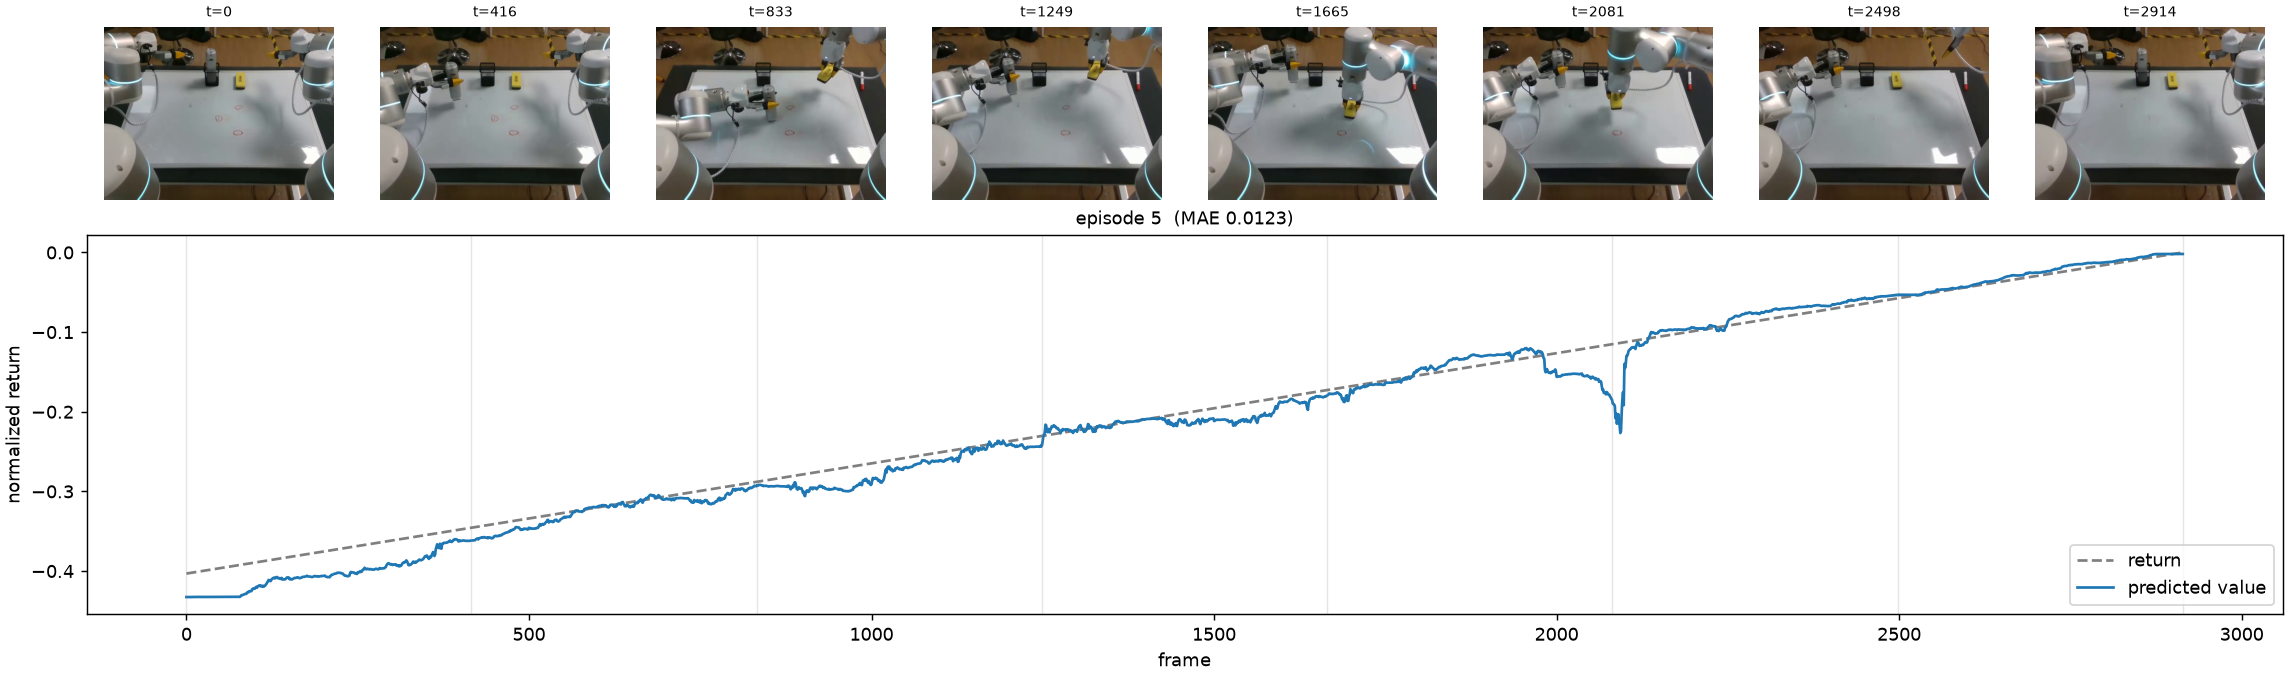 t=0 t=416 t=833 t=1249 t=1665 t=2081 t=2498 t=2914
episode 5 (MAE 0.0123)
normalized return
0.0
−0.1
−0.2
−0.3
−0.4
return
predicted value
0 500 1000 1500 2000 2500 3000
frame